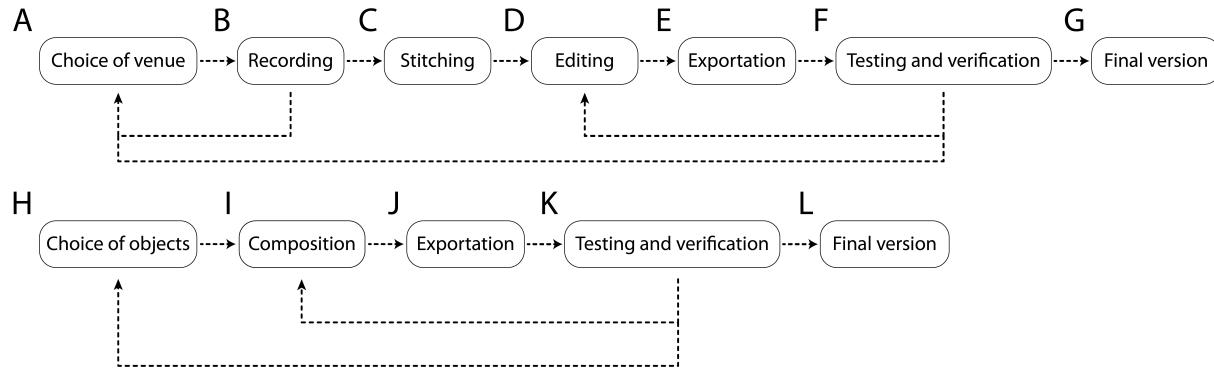 A B C D E F G
Choice of venue Recording Stitching Editing Exportation Testing and verification Final version
H I J K L
Choice of objects Composition Exportation Testing and verification Final version